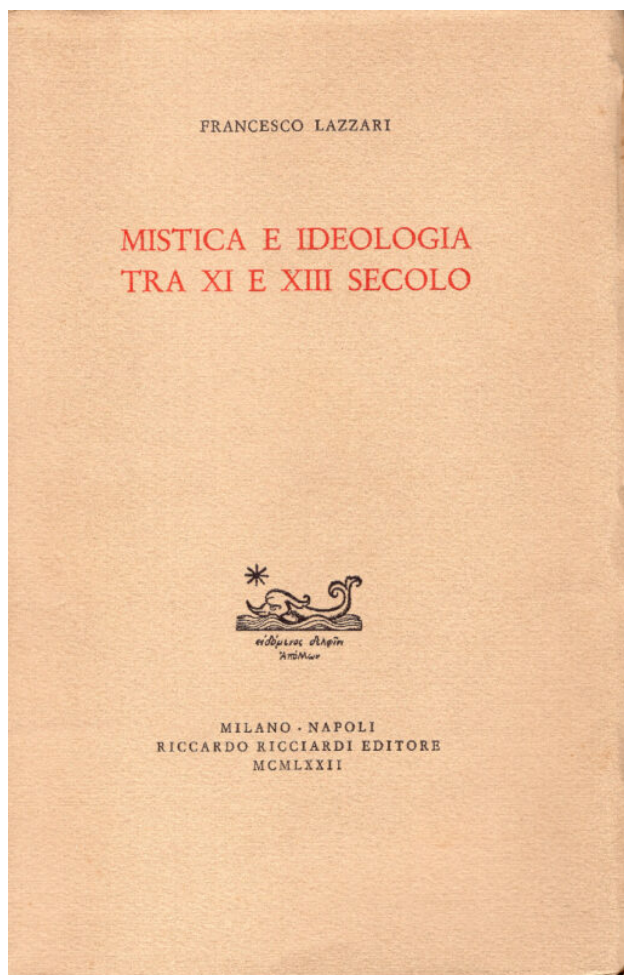 FRANCESCO LAZZARI
MISTICA E IDEOLOGIA
TRA XI E XIII SECOLO
εἰδόμενος δελφῖνι
Ἀπόλλων
MILANO · NAPOLI
RICCARDO RICCIARDI EDITORE
MCMLXXII